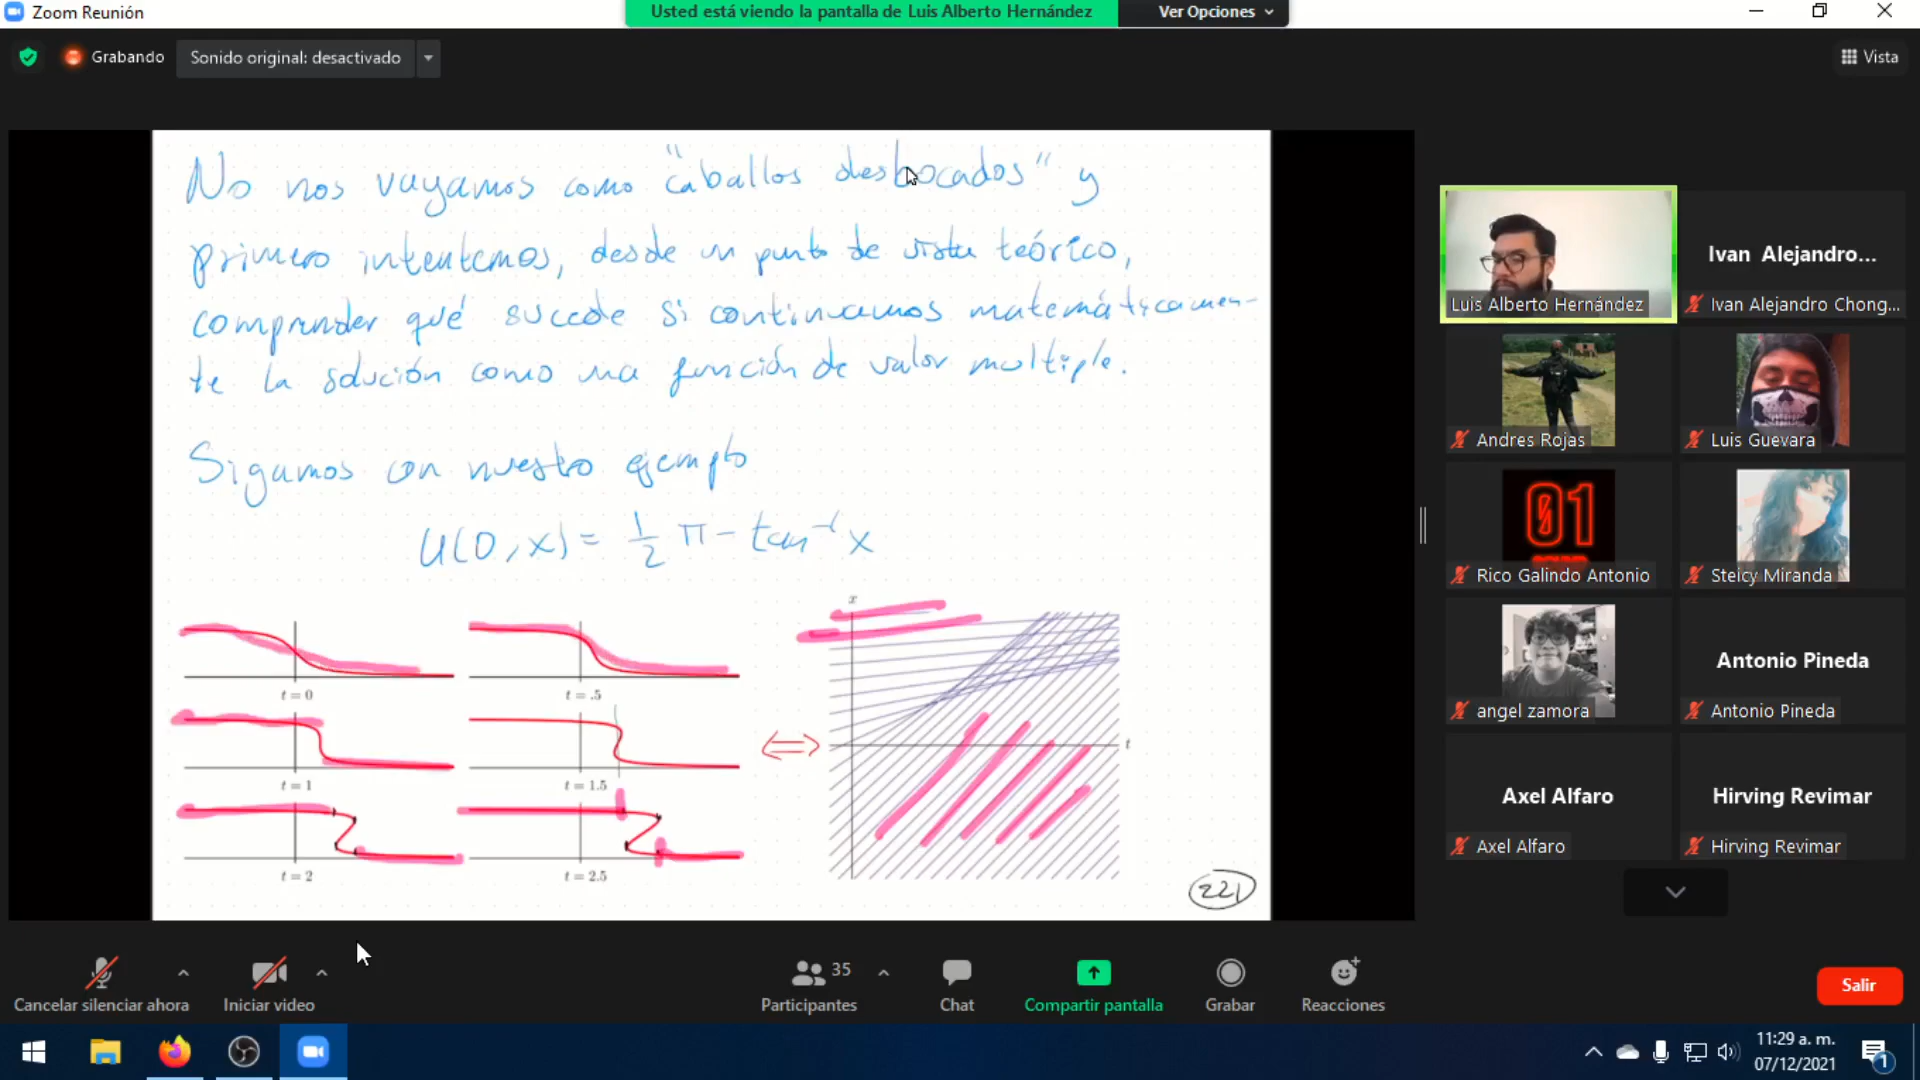 Zoom Reunión
Usted está viendo la pantalla de Luis Alberto Hernández
Ver Opciones
Grabando
Sonido original: desactivado
Vista
No nos vayamos como "caballos desbocados" y
primero intentemos, desde un punto de vista teórico,
comprender qué sucede si continuamos matemáticamen-
te la solución como una función de valor multiple.
Sigamos con nuestro ejemplo
u(0,x) = 1/2 π - tan⁻¹ x
x
t
t = 0
t = .5
t = 1
t = 1.5
t = 2
t = 2.5
221
Luis Alberto Hernández
Ivan Alejandro...
Ivan Alejandro Chong...
Andres Rojas
Luis Guevara
01
Rico Galindo Antonio
Steicy Miranda
angel zamora
Antonio Pineda
Antonio Pineda
Axel Alfaro
Axel Alfaro
Hirving Revimar
Hirving Revimar
Cancelar silenciar ahora
Iniciar video
35
Participantes
Chat
Compartir pantalla
Grabar
Reacciones
Salir
11:29 a. m.
07/12/2021
1